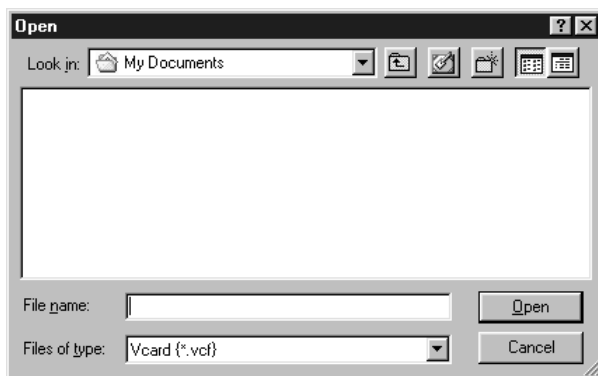 Open
Look in: My Documents
File name:
Open
Files of type: Vcard {*.vcf}
Cancel